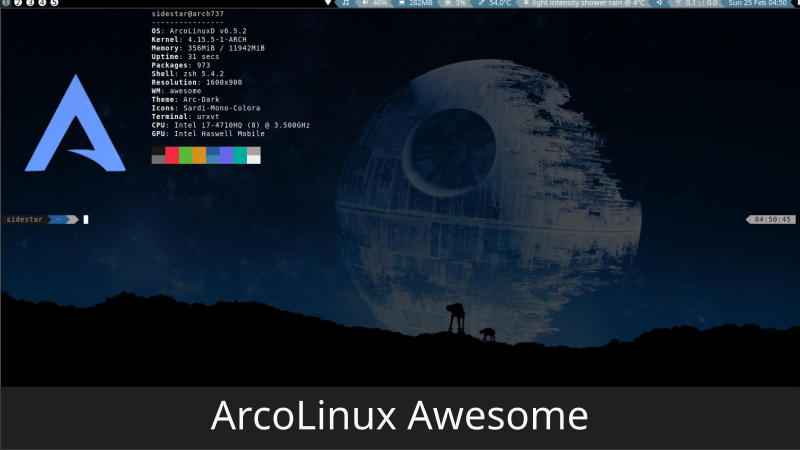 1 2 3 4 5
46% 282MB 3% 54.0°C light intensity shower rain @ 4°C 0.1 ↓↑ 0.0 Sun 25 Feb 04:50
sidestar@arch737
----------------
OS: ArcoLinuxD v6.5.2
Kernel: 4.15.5-1-ARCH
Memory: 356MiB / 11942MiB
Uptime: 31 secs
Packages: 973
Shell: zsh 5.4.2
Resolution: 1600x900
WM: awesome
Theme: Arc-Dark
Icons: Sardi-Mono-Colora
Terminal: urxvt
CPU: Intel i7-4710HQ (8) @ 3.500GHz
GPU: Intel Haswell Mobile
sidestar ~ 04:50:45
ArcoLinux Awesome